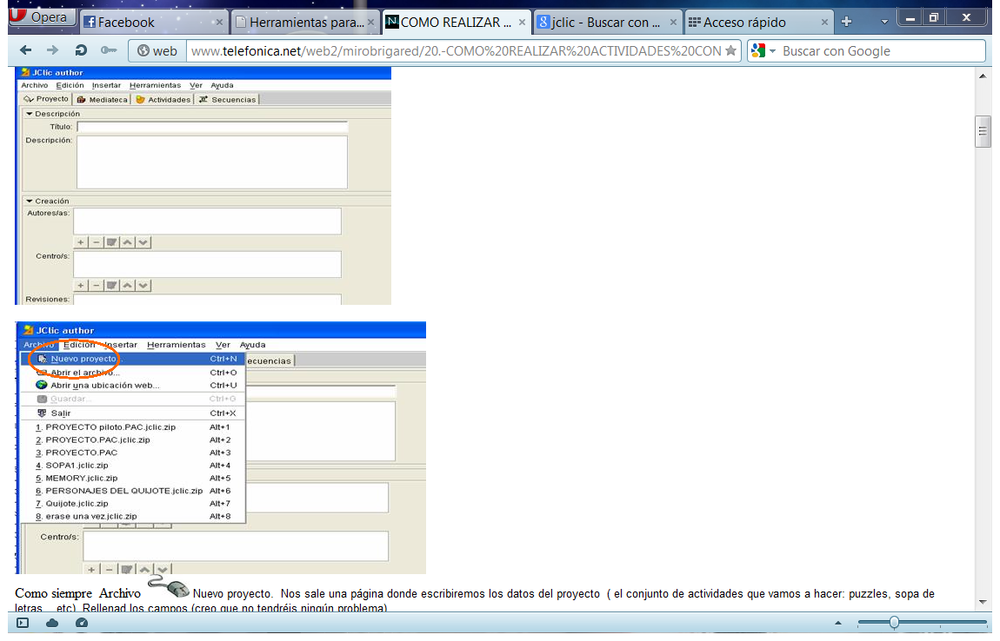 Opera
Facebook
Herramientas para...
COMO REALIZAR ...
jclic - Buscar con ...
Acceso rápido
web
www.telefonica.net/web2/mirobrigared/20.-COMO%20REALIZAR%20ACTIVIDADES%20CON
Buscar con Google
JClic author
Archivo Edición Insertar Herramientas Ver Ayuda
Proyecto Mediateca Actividades Secuencias
Descripción
Título:
Descripción:
Creación
Autores/as:
Centro/s:
Revisiones:
JClic author
Archivo Edición Insertar Herramientas Ver Ayuda
Nuevo proyecto... Ctrl+N
ecuencias
Abrir el archivo... Ctrl+O
Abrir una ubicación web... Ctrl+U
Guardar... Ctrl+G
Salir Ctrl+X
1. PROYECTO piloto.PAC.jclic.zip Alt+1
2. PROYECTO.PAC.jclic.zip Alt+2
3. PROYECTO.PAC Alt+3
4. SOPA1.jclic.zip Alt+4
5. MEMORY.jclic.zip Alt+5
6. PERSONAJES DEL QUIJOTE.jclic.zip Alt+6
7. Quijote.jclic.zip Alt+7
8. erase una vez.jclic.zip Alt+8
Centro/s:
Como siempre Archivo Nuevo proyecto. Nos sale una página donde escribiremos los datos del proyecto ( el conjunto de actividades que vamos a hacer: puzzles, sopa de
letras... etc). Rellenad los campos (creo que no tendréis ningún problema)